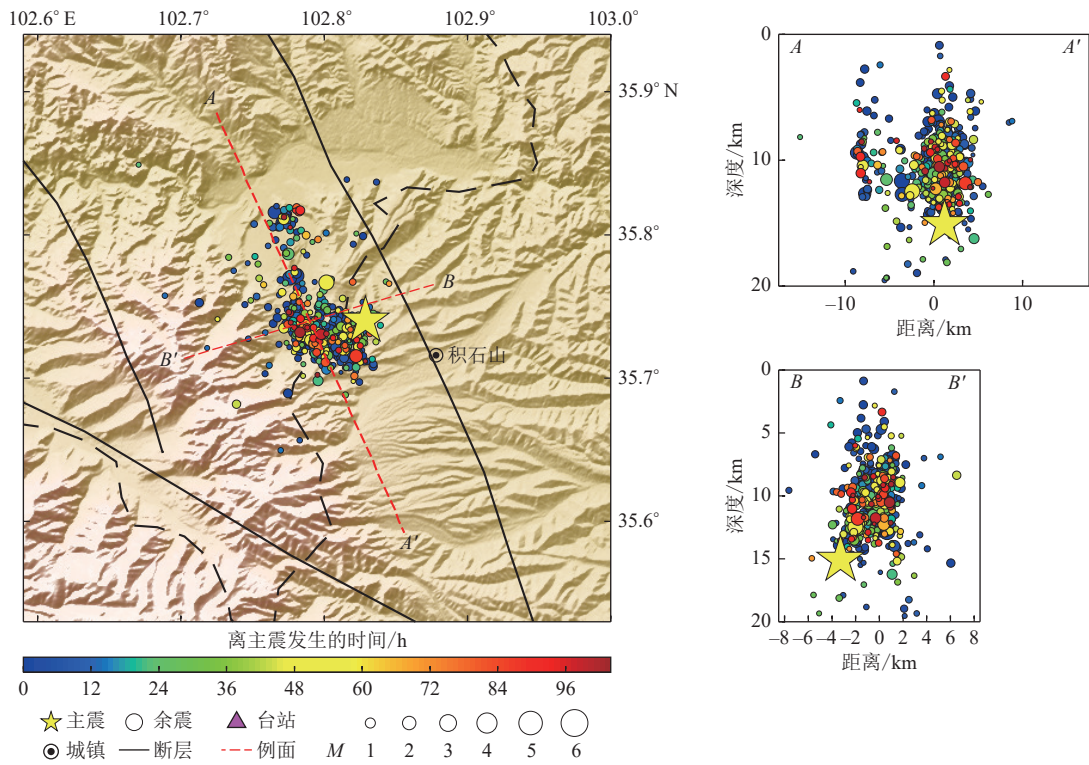 102.6° E 102.7° 102.8° 102.9° 103.0°
35.9° N
35.8°
35.7°
35.6°
A
B
B′
A′
积石山
离主震发生的时间/h
0 12 24 36 48 60 72 84 96
主震 余震 台站
城镇 断层 例面 M 1 2 3 4 5 6
A A′
0
10
20
深度/km
−10 0 10
距离/km
B B′
0
5
10
15
20
深度/km
−8 −6 −4 −2 0 2 4 6 8
距离/km